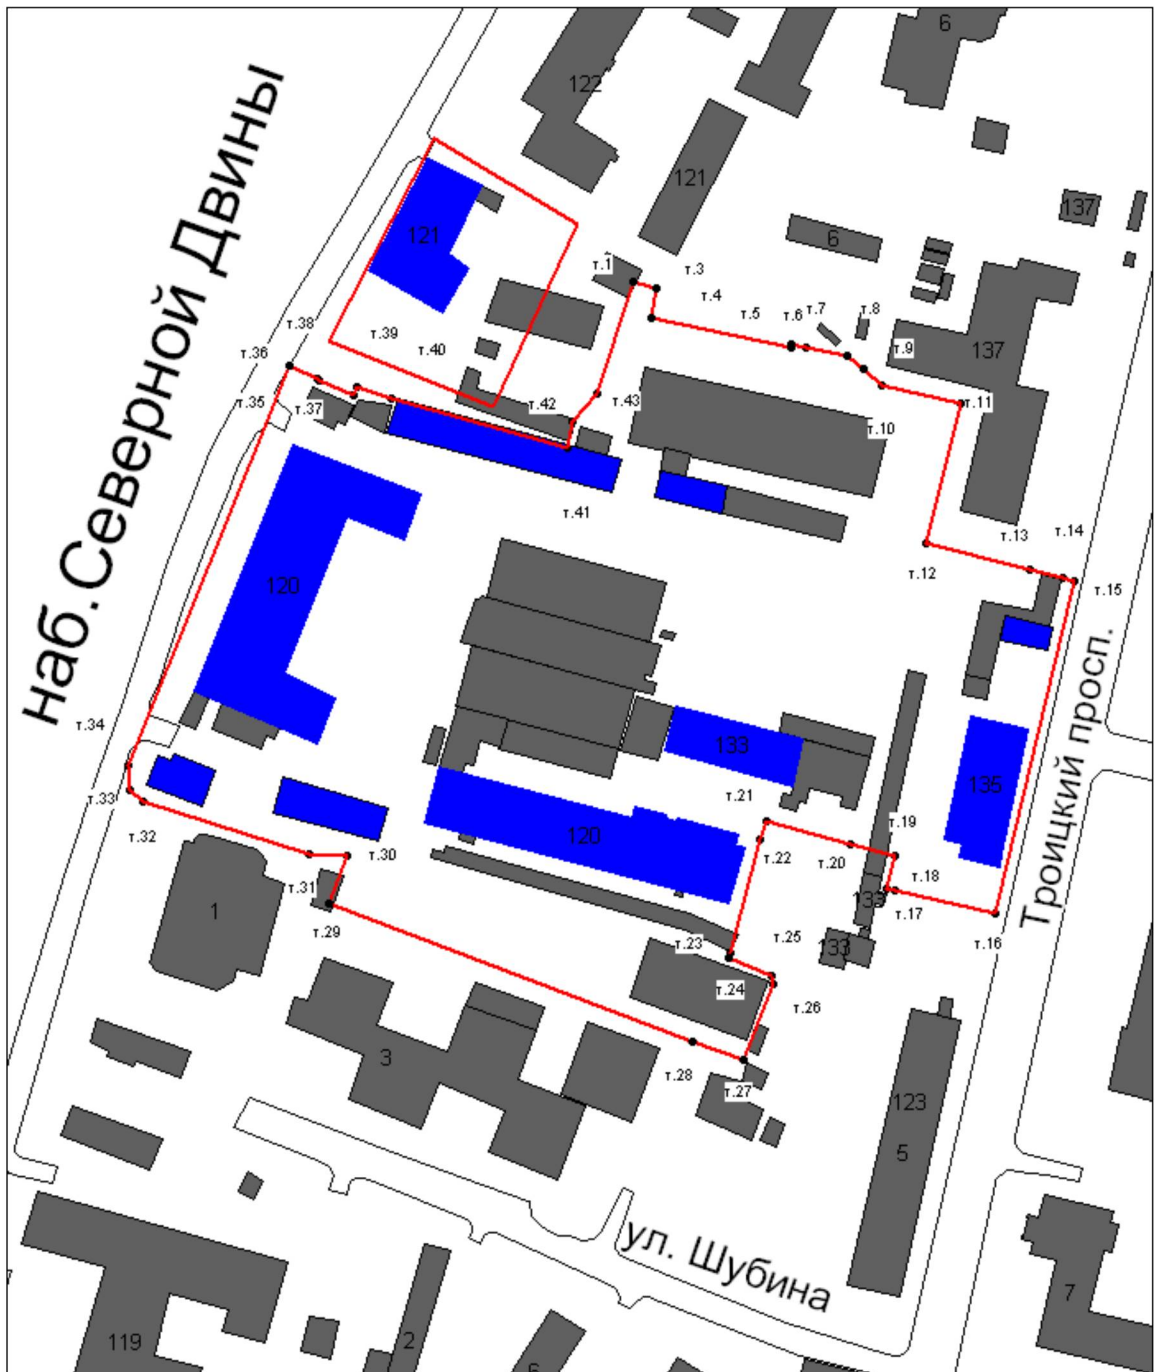 6
122
121
137
6
121
т.1
т.3
т.4
т.5
т.6
т.7
т.8
т.9
137
т.38
т.39
т.40
т.36
т.35
т.37
т.42
т.43
т.11
т.10
наб.Северной Двины
т.41
т.13
т.14
т.12
т.15
120
Троицкий просп.
т.34
133
135
т.33
т.32
т.21
120
т.22
т.20
т.19
т.30
т.31
т.18
т.17
133
1
т.29
т.16
т.23
т.25
133
т.24
т.26
3
т.28
т.27
123
5
ул. Шубина
7
119
2